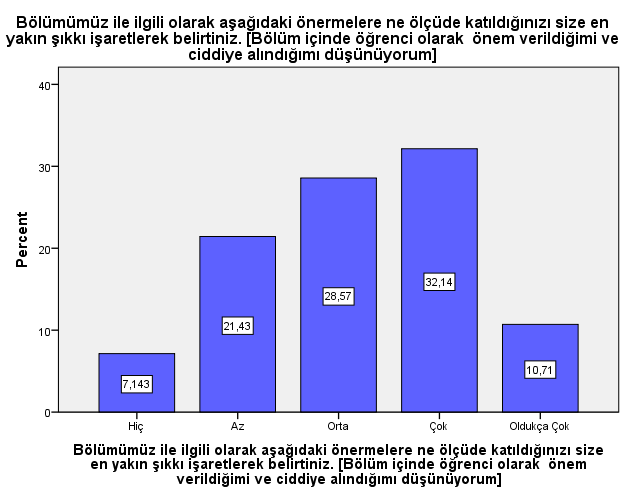 Bölümümüz ile ilgili olarak aşağıdaki önermelere ne ölçüde katıldığınızı size en
yakın şıkkı işaretlerek belirtiniz. [Bölüm içinde öğrenci olarak  önem verildiğimi ve
ciddiye alındığımı düşünüyorum]
Percent
40
30
20
10
0
7,143
21,43
28,57
32,14
10,71
Hiç
Az
Orta
Çok
Oldukça Çok
Bölümümüz ile ilgili olarak aşağıdaki önermelere ne ölçüde katıldığınızı size
en yakın şıkkı işaretlerek belirtiniz. [Bölüm içinde öğrenci olarak  önem
verildiğimi ve ciddiye alındığımı düşünüyorum]